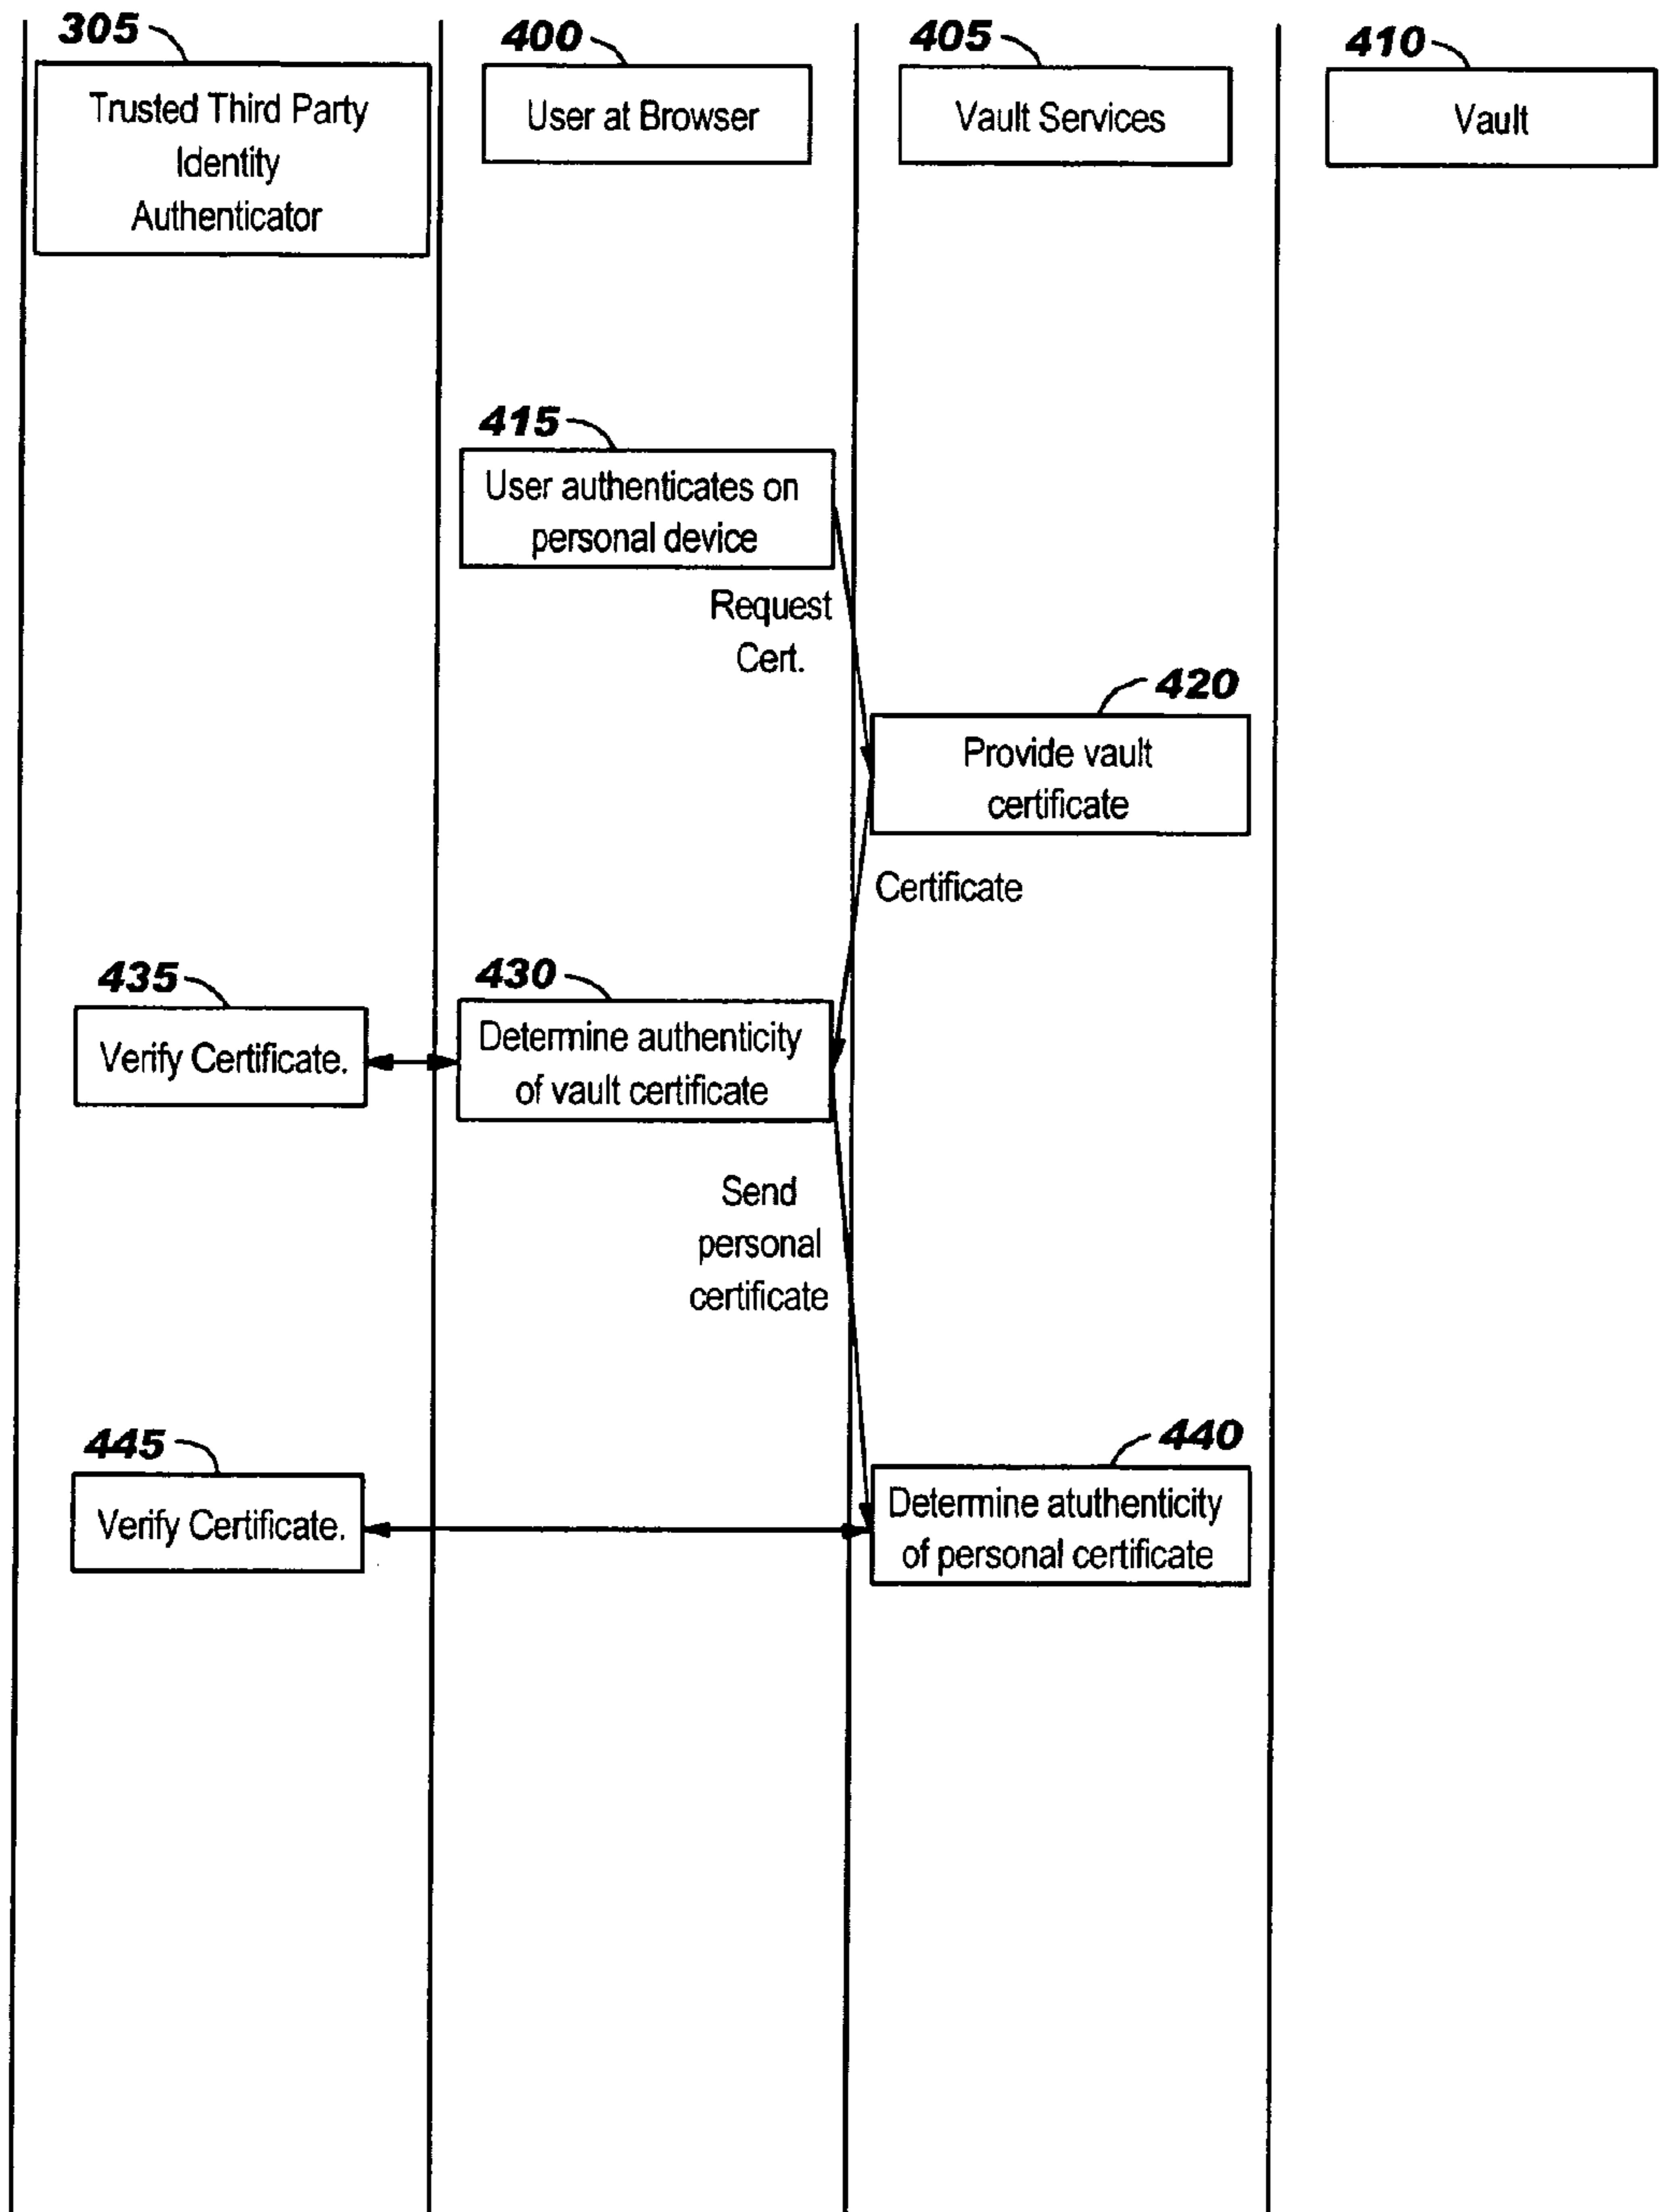 305
400
405
410
Trusted Third Party
Identity
Authenticator
User at Browser
Vault Services
Vault
415
User authenticates on
personal device
Request
Cert.
420
Provide vault
certificate
Certificate
435
430
Verify Certificate.
Determine authenticity
of vault certificate
Send
personal
certificate
445
440
Verify Certificate.
Determine atuthenticity
of personal certificate